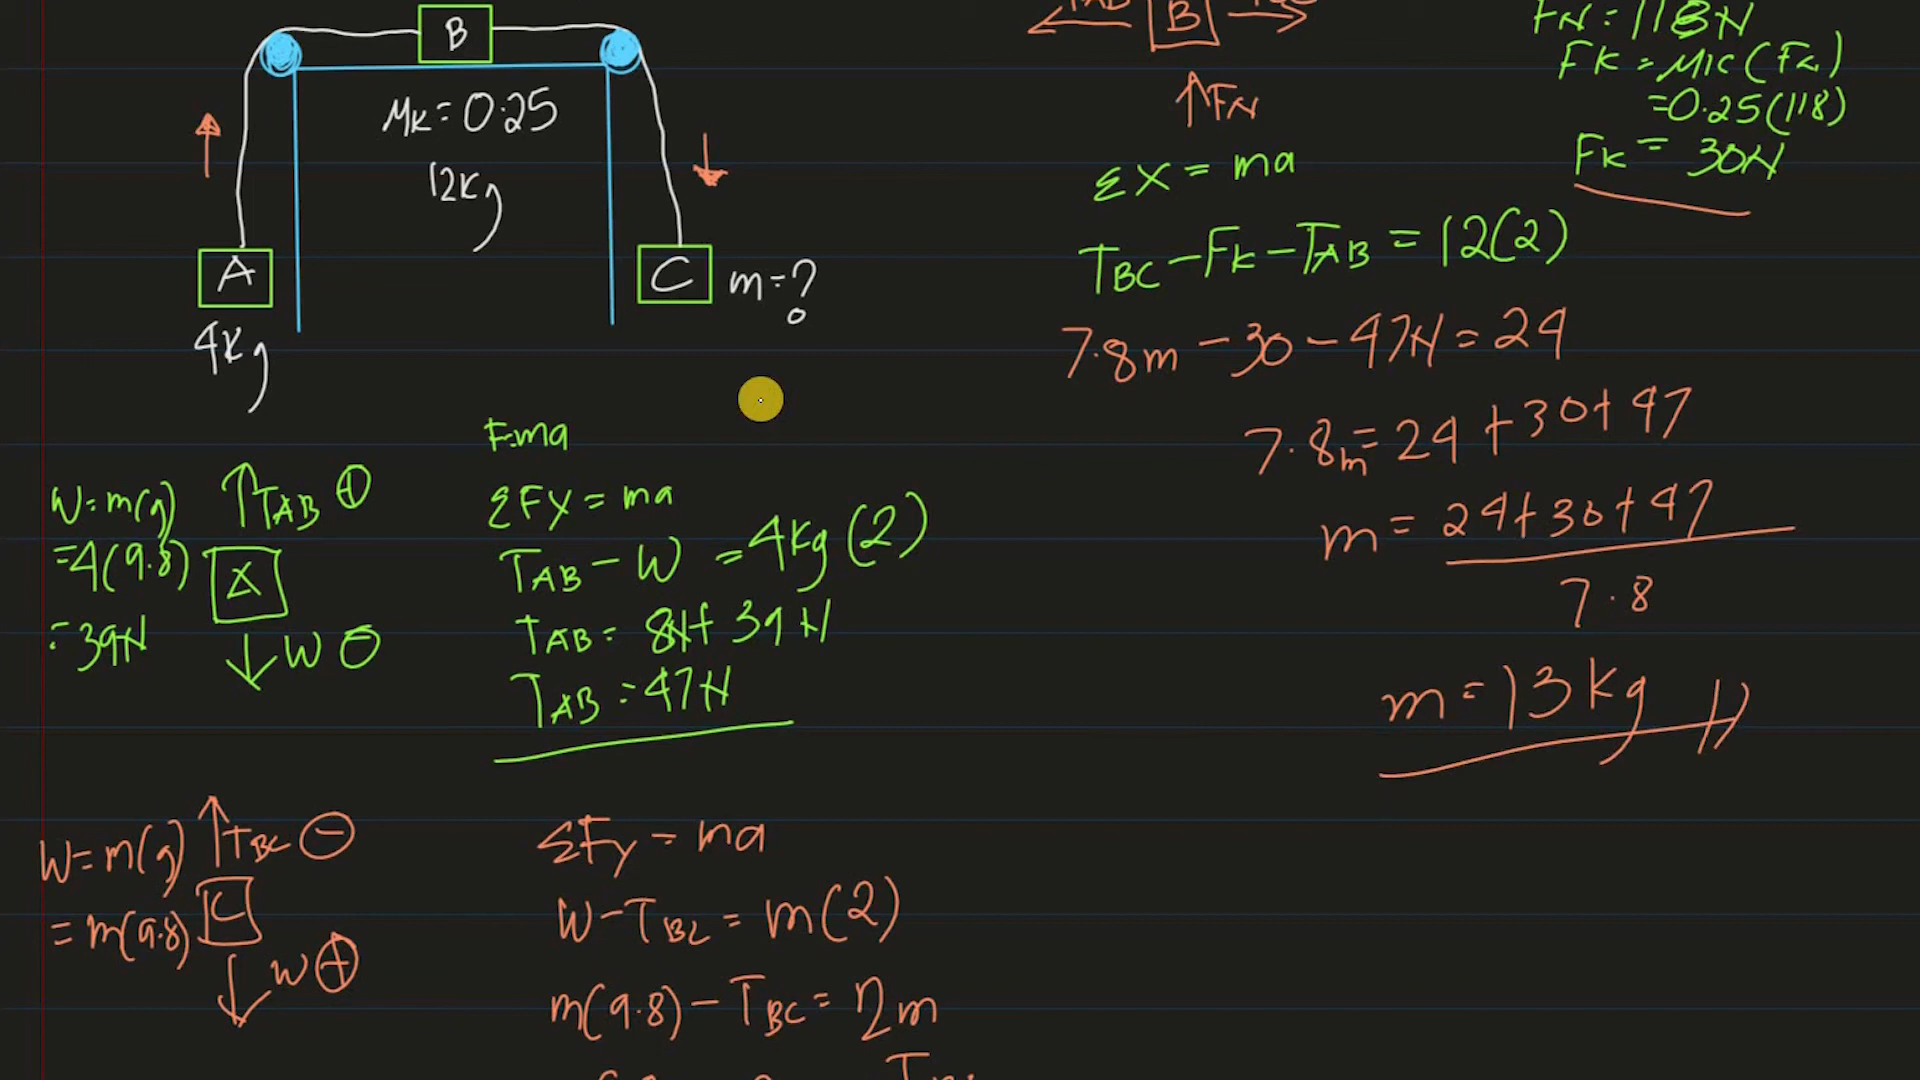 B
μK = 0.25
12Kg
A
4Kg
C m=?
F=ma
W=m(g)
=4(9.8)
=39N
↑TAB ⊕
A
↓W ⊖
ΣFY = ma
TAB - W = 4kg (2)
TAB = 8N + 39N
TAB = 47N
W=m(g)
= m(9.8)
↑TBC ⊖
C
↓W ⊕
ΣFy = ma
W - TBC = m(2)
m(9.8) - TBC = 2m
TAB B
↑FN
FN = 118N
FK = μK(FN)
=0.25(118)
FK = 30N
ΣX = ma
TBC - FK - TAB = 12(2)
7.8m - 30 - 47N = 24
7.8m = 24 + 30 + 47
m = 24+30+47
7.8
m = 13kg